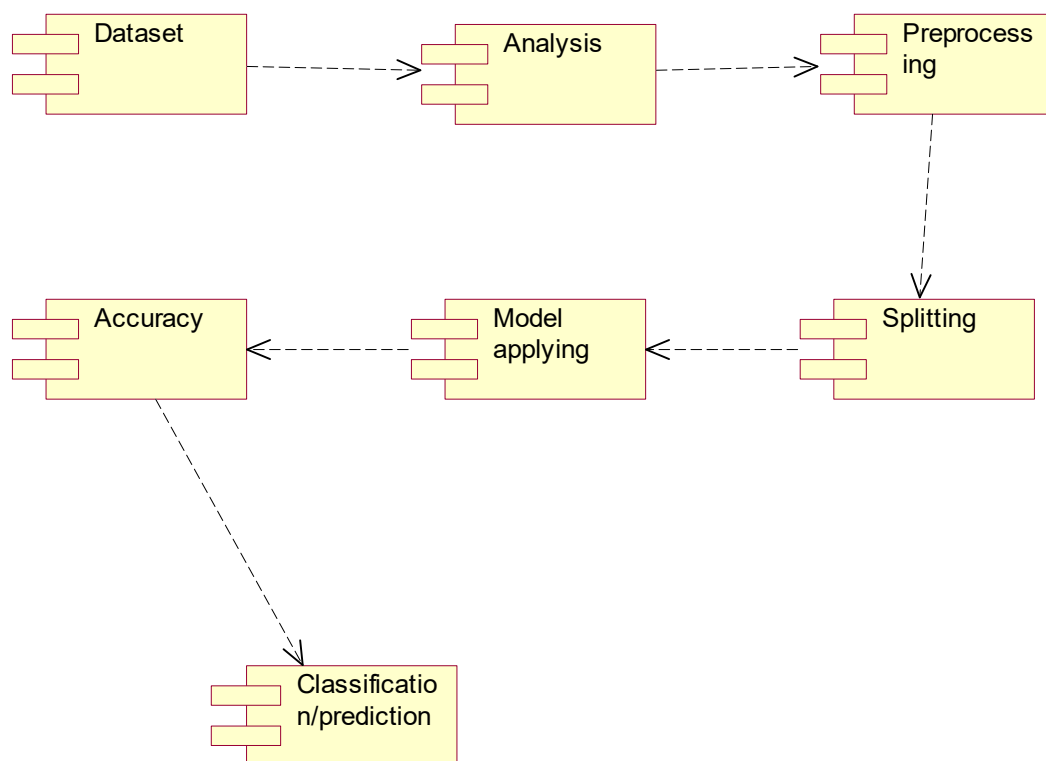 Dataset
Analysis
Preprocess
ing
Accuracy
Model
applying
Splitting
Classificatio
n/prediction